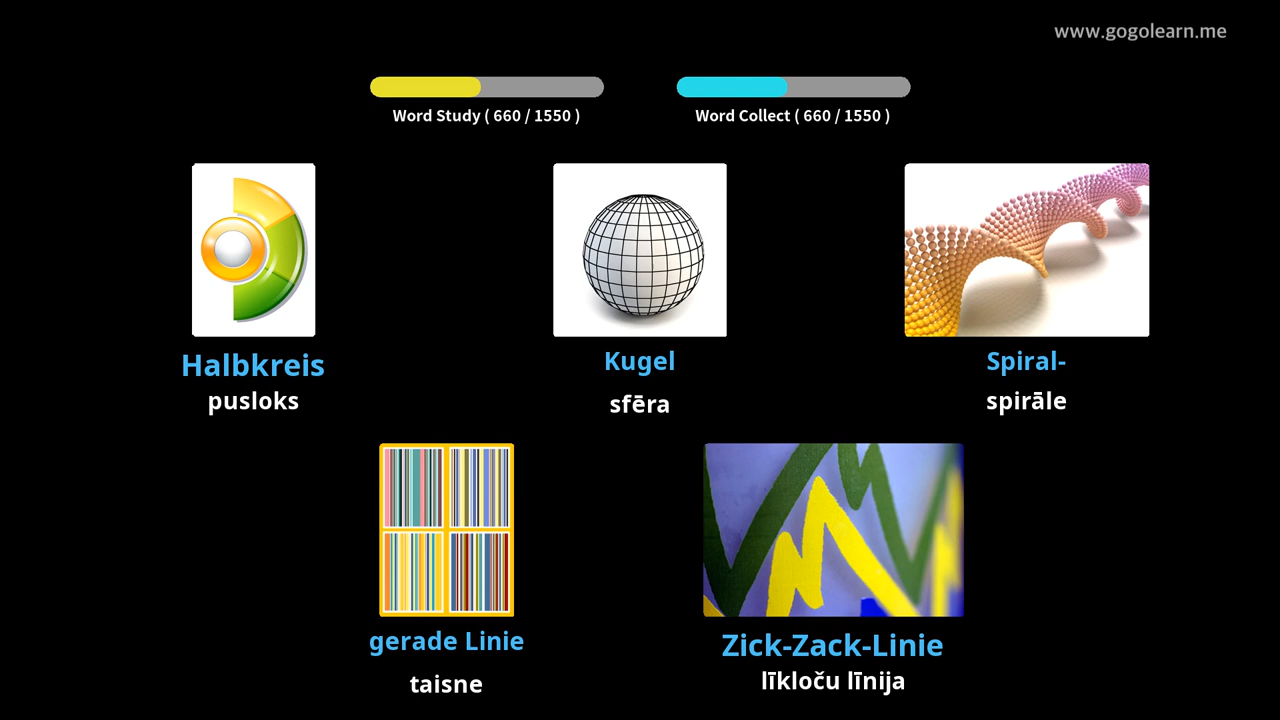 www.gogolearn.me
Word Study ( 660 / 1550 )
Word Collect ( 660 / 1550 )
Halbkreis
pusloks
Kugel
sfēra
Spiral-
spirāle
gerade Linie
taisne
Zick-Zack-Linie
līkloču līnija